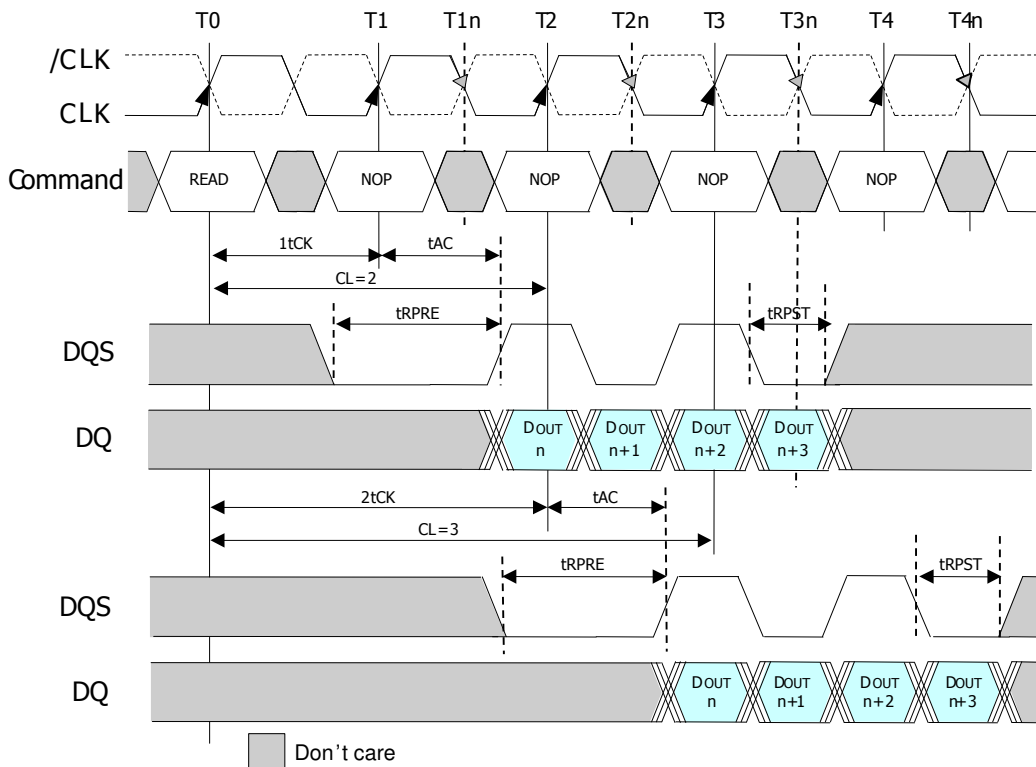 T0 T1 T1n T2 T2n T3 T3n T4 T4n
/CLK
CLK
Command READ NOP NOP NOP NOP
1tCK tAC
CL=2
tRPRE tRPST
DQS
DQ DOUT n DOUT n+1 DOUT n+2 DOUT n+3
2tCK tAC
CL=3
tRPRE tRPST
DQS
DQ DOUT n DOUT n+1 DOUT n+2 DOUT n+3
Don't care